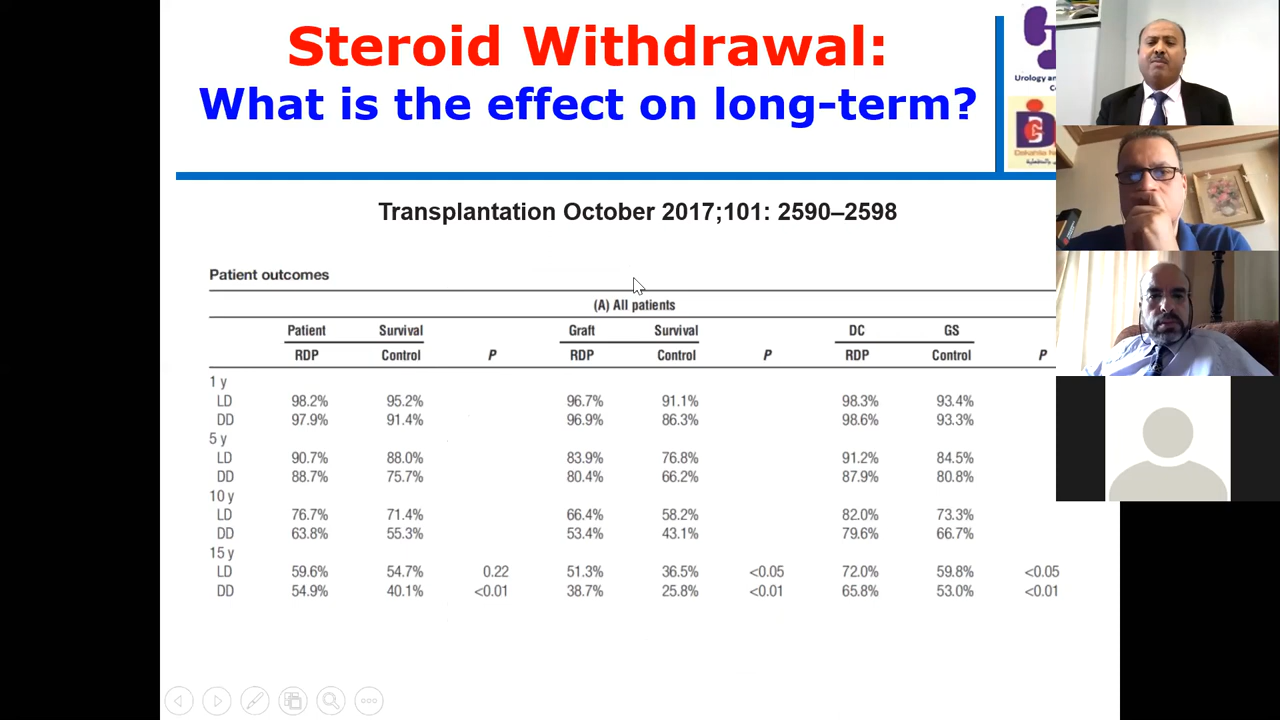 Steroid Withdrawal:
What is the effect on long-term?
Urology an
Transplantation October 2017;101: 2590–2598
Patient outcomes
(A) All patients
Patient Survival Graft Survival DC GS
RDP Control P RDP Control P RDP Control P
1 y
LD 98.2% 95.2% 96.7% 91.1% 98.3% 93.4%
DD 97.9% 91.4% 96.9% 86.3% 98.6% 93.3%
5 y
LD 90.7% 88.0% 83.9% 76.8% 91.2% 84.5%
DD 88.7% 75.7% 80.4% 66.2% 87.9% 80.8%
10 y
LD 76.7% 71.4% 66.4% 58.2% 82.0% 73.3%
DD 63.8% 55.3% 53.4% 43.1% 79.6% 66.7%
15 y
LD 59.6% 54.7% 0.22 51.3% 36.5% <0.05 72.0% 59.8% <0.05
DD 54.9% 40.1% <0.01 38.7% 25.8% <0.01 65.8% 53.0% <0.01